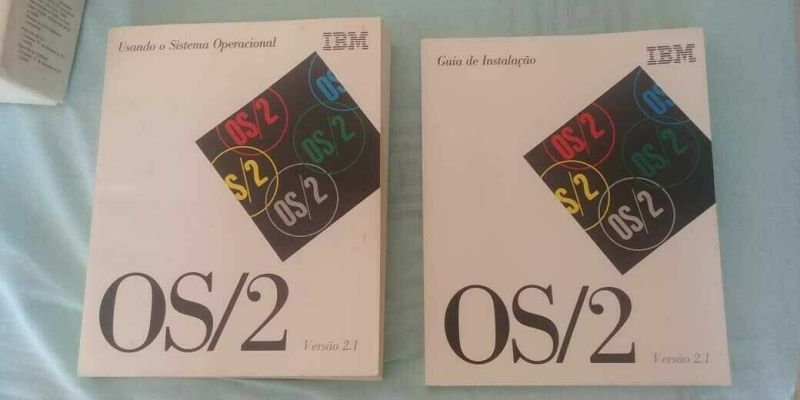 Usando o Sistema Operacional
IBM
OS/2
OS
OS/2
S/2
OS/2
OS/2
Versão 2.1
Guia de Instalação
IBM
OS/2
OS
OS/2
S/2
OS/2
OS/2
Versão 2.1